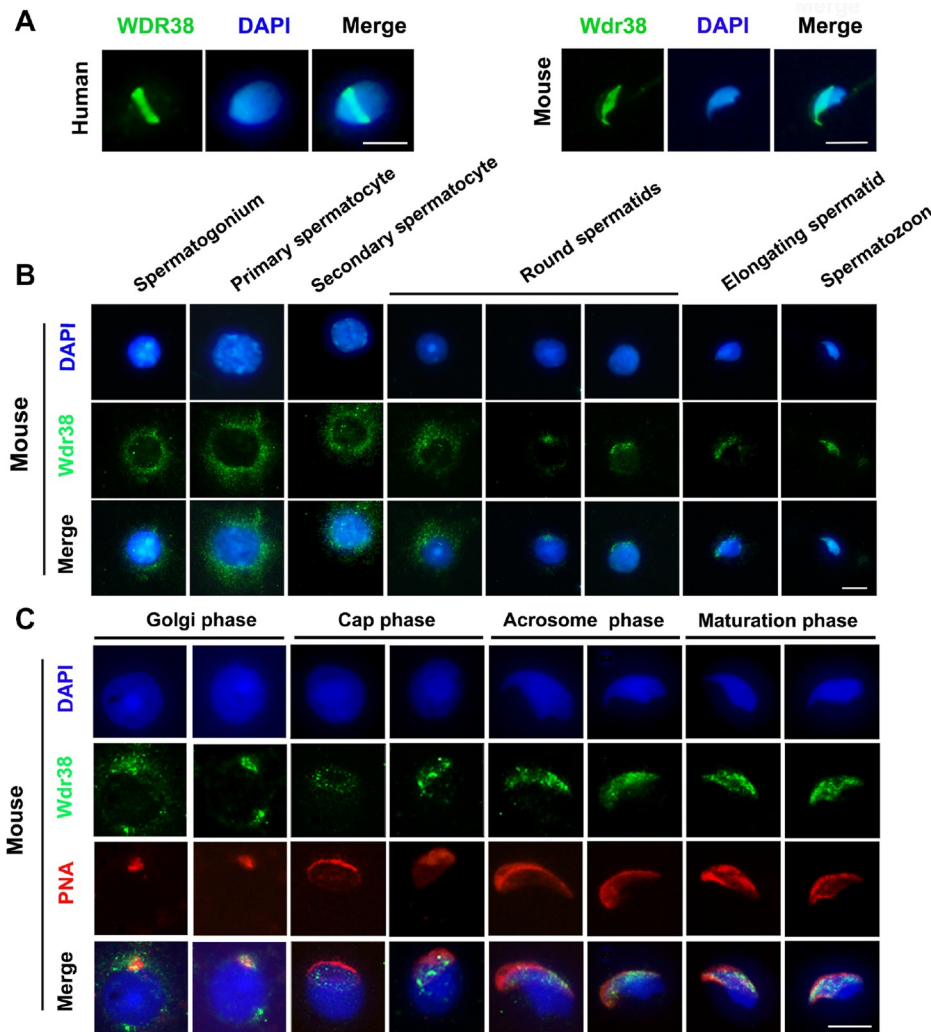 A
WDR38 DAPI Merge
Human
Wdr38 DAPI Merge
Mouse
B
Spermatogonium
Primary spermatocyte
Secondary spermatocyte
Round spermatids
Elongating spermatid
Spermatozoon
Mouse
DAPI
Wdr38
Merge
C
Golgi phase Cap phase Acrosome phase Maturation phase
Mouse
DAPI
Wdr38
PNA
Merge